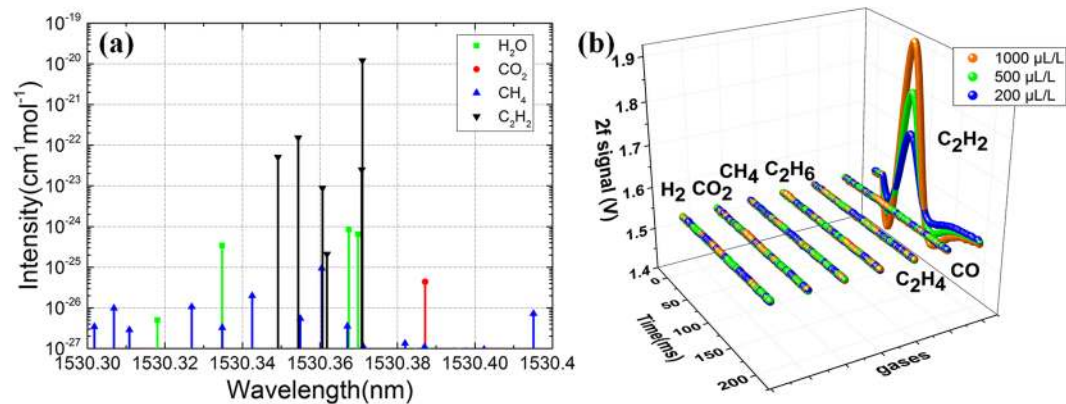 (a)
10⁻¹⁹
10⁻²⁰
10⁻²¹
10⁻²²
10⁻²³
10⁻²⁴
10⁻²⁵
10⁻²⁶
10⁻²⁷
Intensity(cm¹mol⁻¹)
H₂O
CO₂
CH₄
C₂H₂
1530.30 1530.32 1530.34 1530.36 1530.38 1530.40 1530.4
Wavelength(nm)
(b)
1.9
1.8
1.7
1.6
1.5
1.4
2f signal (V)
1000 µL/L
500 µL/L
200 µL/L
H₂ CO₂ CH₄ C₂H₆
C₂H₂
C₂H₄
CO
0
50
100
150
200
Time(ms)
gases